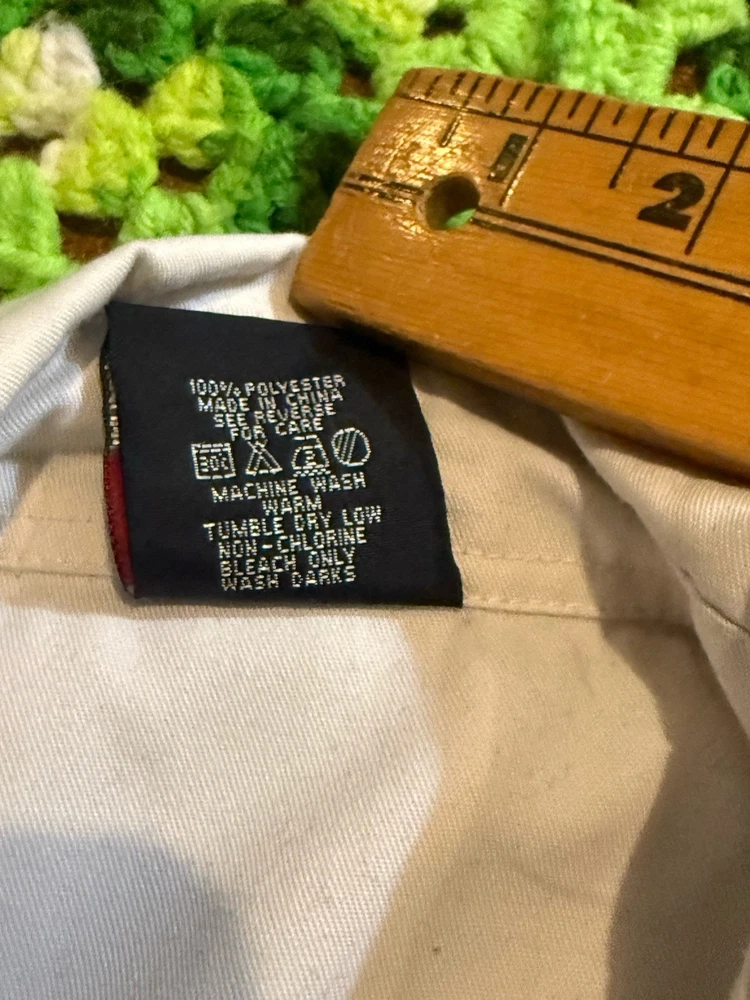 1
2
100% POLYESTER
MADE IN CHINA
SEE REVERSE
FOR CARE
30C
MACHINE WASH
WARM
TUMBLE DRY LOW
NON-CHLORINE
BLEACH ONLY
WASH DARKS